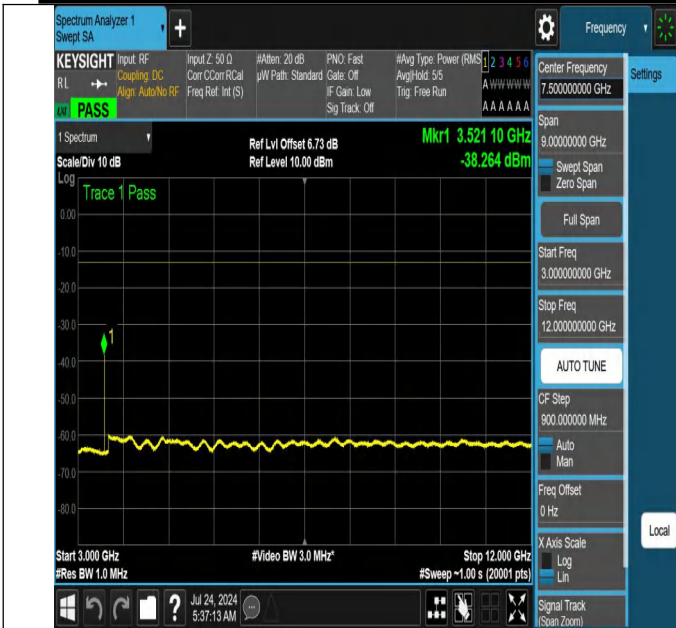 Spectrum Analyzer 1
Swept SA
+
Frequency
KEYSIGHT
RL
PASS
Input: RF
Coupling: DC
Align: Auto/No RF
Input Z: 50 Ω
Corr CCorr RCal
Freq Ref: Int (S)
#Atten: 20 dB
µW Path: Standard
PNO: Fast
Gate: Off
IF Gain: Low
Sig Track: Off
#Avg Type: Power (RMS
Avg|Hold: 5/5
Trig: Free Run
1 2 3 4 5 6
A W W W W W
A A A A A A
1 Spectrum
Scale/Div 10 dB
Ref Lvl Offset 6.73 dB
Ref Level 10.00 dBm
Mkr1 3.521 10 GHz
-38.264 dBm
Log
Trace 1 Pass
0.00
-10.0
-20.0
-30.0
1
-40.0
-50.0
-60.0
-70.0
-80.0
Start 3.000 GHz
#Res BW 1.0 MHz
#Video BW 3.0 MHz*
Stop 12.000 GHz
#Sweep ~1.00 s (20001 pts)
?
Jul 24, 2024
5:37:13 AM
Center Frequency
7.500000000 GHz
Settings
Span
9.00000000 GHz
Swept Span
Zero Span
Full Span
Start Freq
3.000000000 GHz
Stop Freq
12.000000000 GHz
AUTO TUNE
CF Step
900.000000 MHz
Auto
Man
Freq Offset
0 Hz
Local
X Axis Scale
Log
Lin
Signal Track
(Span Zoom)